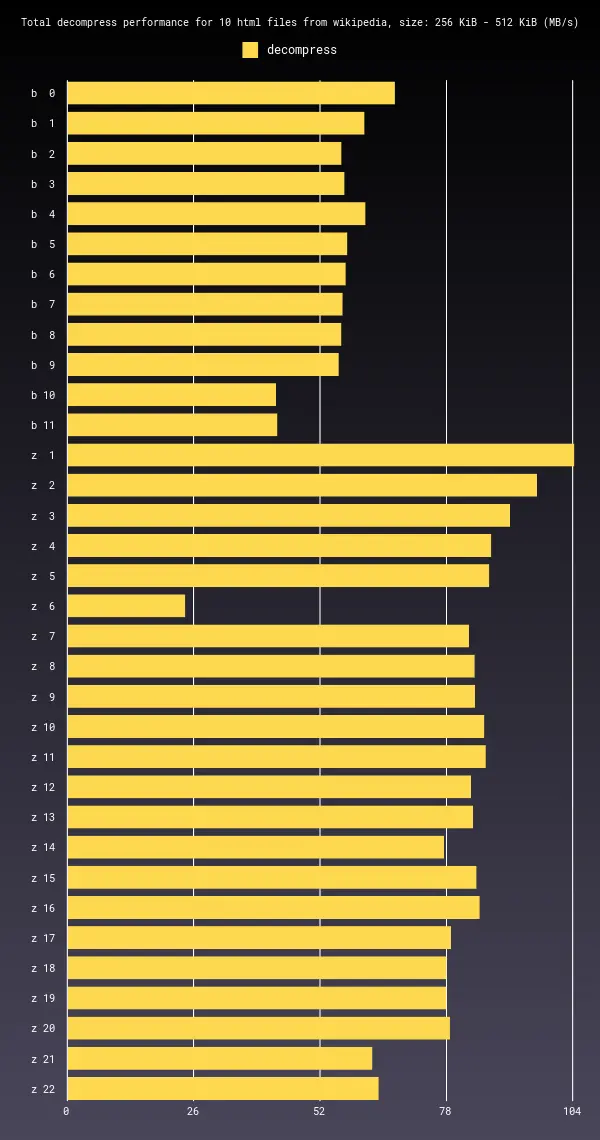 Total decompress performance for 10 html files from wikipedia, size: 256 KiB - 512 KiB (MB/s)
decompress
b 0
b 1
b 2
b 3
b 4
b 5
b 6
b 7
b 8
b 9
b 10
b 11
z 1
z 2
z 3
z 4
z 5
z 6
z 7
z 8
z 9
z 10
z 11
z 12
z 13
z 14
z 15
z 16
z 17
z 18
z 19
z 20
z 21
z 22
0 26 52 78 104